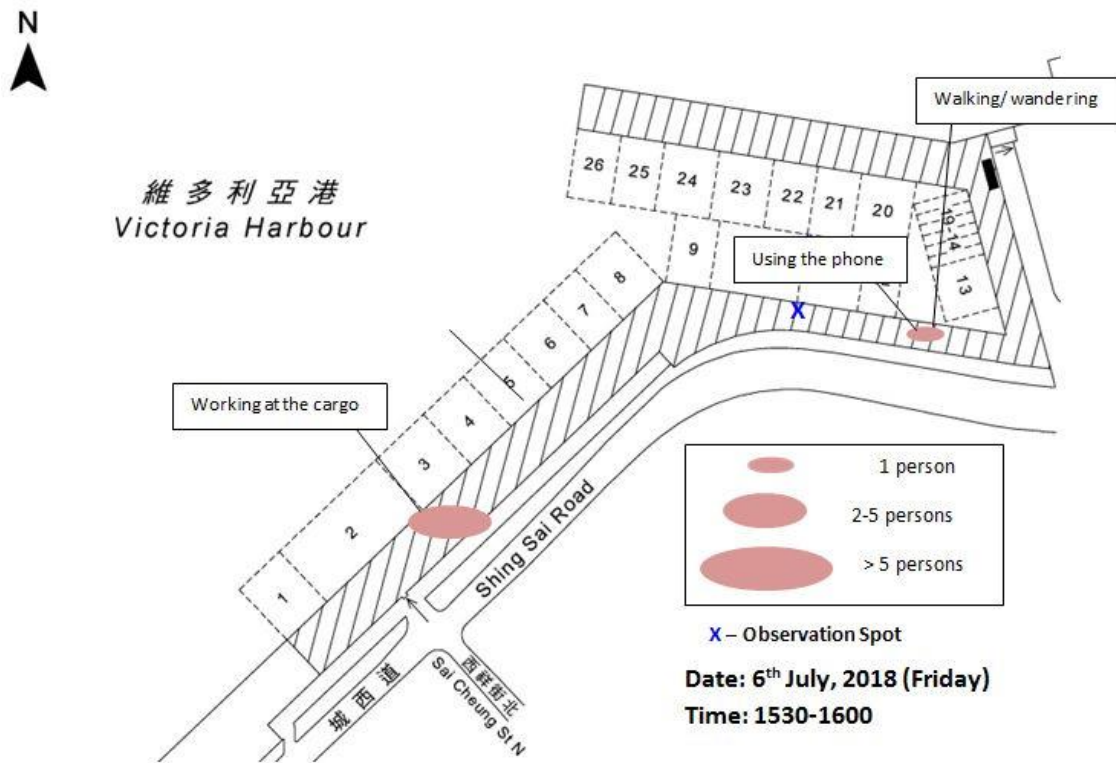 N
維多利亞港
Victoria Harbour
Walking/ wandering
26
25
24
23
22
21
20
19-14
13
9
Using the phone
X
8
7
6
5
4
3
2
1
Working at the cargo
Shing Sai Road
城西道
西祥街北
Sai Cheung St N
1 person
2-5 persons
> 5 persons
X – Observation Spot
Date: 6th July, 2018 (Friday)
Time: 1530-1600